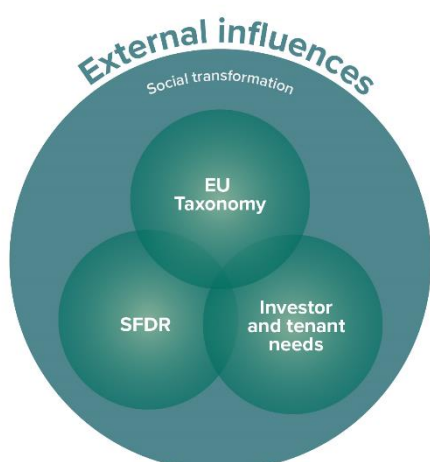 External influences
Social transformation
EU
Taxonomy
SFDR
Investor
and tenant
needs